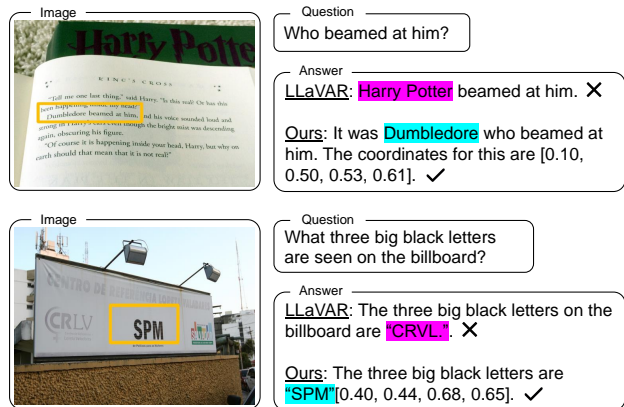 Image
Harry Potte
KING'S CROSS
“Tell me one last thing,” said Harry. “Is this real? Or has this
been happening inside my head?”
Dumbledore beamed at him, and his voice sounded loud and
strong in Harry's ears even though the bright mist was descending
again, obscuring his figure.
“Of course it is happening inside your head, Harry, but why on
earth should that mean that it is not real?”
Question
Who beamed at him?
Answer
LLaVAR: Harry Potter beamed at him. ✕
Ours: It was Dumbledore who beamed at
him. The coordinates for this are [0.10,
0.50, 0.53, 0.61]. ✓
Image
CENTRO DE REFERENCIA
CRLV
SPM
Question
What three big black letters
are seen on the billboard?
Answer
LLaVAR: The three big black letters on the
billboard are “CRVL.”. ✕
Ours: The three big black letters are
“SPM”[0.40, 0.44, 0.68, 0.65]. ✓